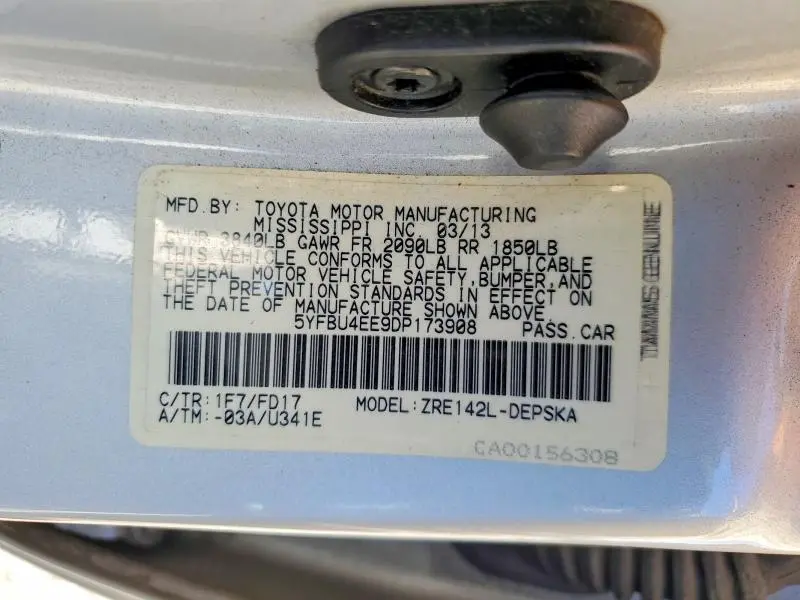 MFD.BY: TOYOTA MOTOR MANUFACTURING
MISSISSIPPI INC. 03/13
GVWR 3840LB GAWR FR 2090LB RR 1850LB
THIS VEHICLE CONFORMS TO ALL APPLICABLE
FEDERAL MOTOR VEHICLE SAFETY,BUMPER,AND
THEFT PREVENTION STANDARDS IN EFFECT ON
THE DATE OF MANUFACTURE SHOWN ABOVE.
5YFBU4EE9DP173908 PASS.CAR
C/TR:1F7/FD17 MODEL:ZRE142L-DEPSKA
A/TM:-03A/U341E
CA00156308